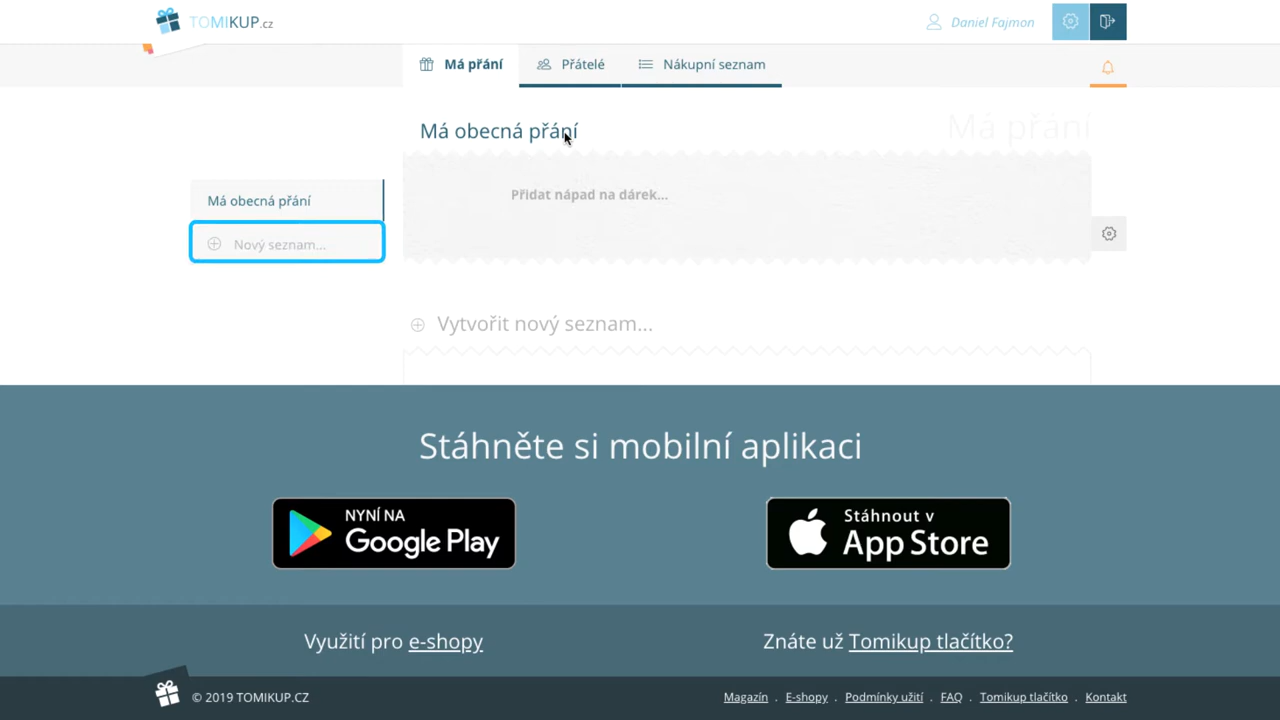 TOMIKUP.cz
Daniel Fajmon
Má přání
Přátelé
Nákupní seznam
Má obecná přání
Má přání
Přidat nápad na dárek...
Má obecná přání
Nový seznam...
Vytvořit nový seznam...
Stáhněte si mobilní aplikaci
NYNÍ NA
Google Play
Stáhnout v
App Store
Využití pro e-shopy
Znáte už Tomikup tlačítko?
© 2019 TOMIKUP.CZ
Magazín . E-shopy . Podmínky užití . FAQ . Tomikup tlačítko . Kontakt